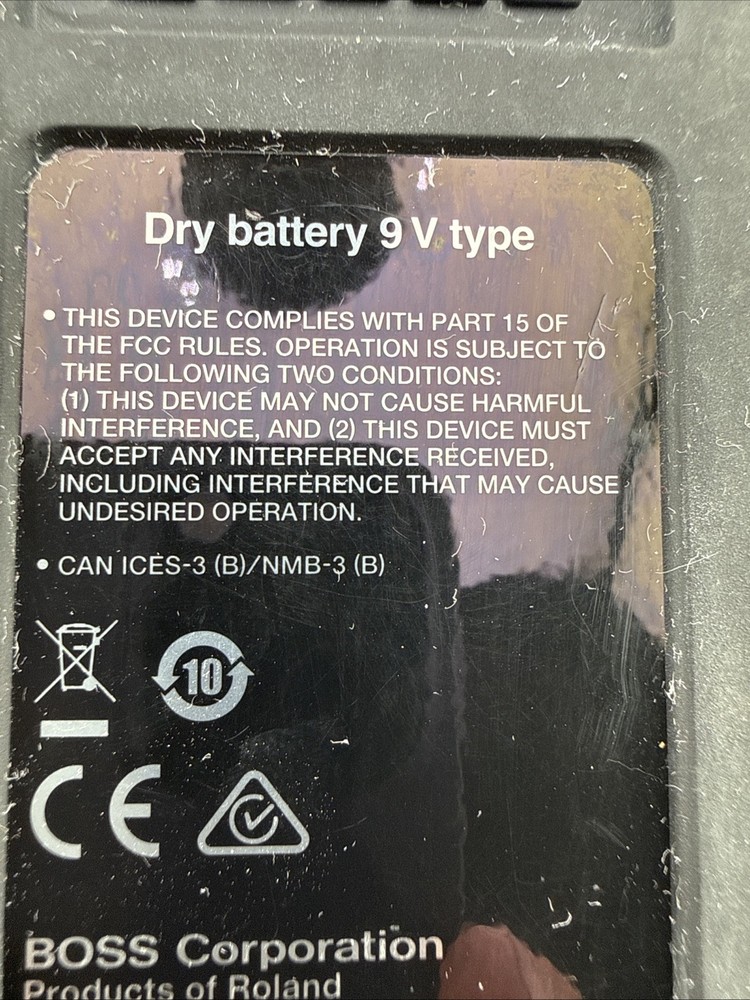 Dry battery 9 V type
• THIS DEVICE COMPLIES WITH PART 15 OF
THE FCC RULES. OPERATION IS SUBJECT TO
THE FOLLOWING TWO CONDITIONS:
(1) THIS DEVICE MAY NOT CAUSE HARMFUL
INTERFERENCE, AND (2) THIS DEVICE MUST
ACCEPT ANY INTERFERENCE RECEIVED,
INCLUDING INTERFERENCE THAT MAY CAUSE
UNDESIRED OPERATION.
• CAN ICES-3 (B)/NMB-3 (B)
10
CE
BOSS Corporation
Products of Roland